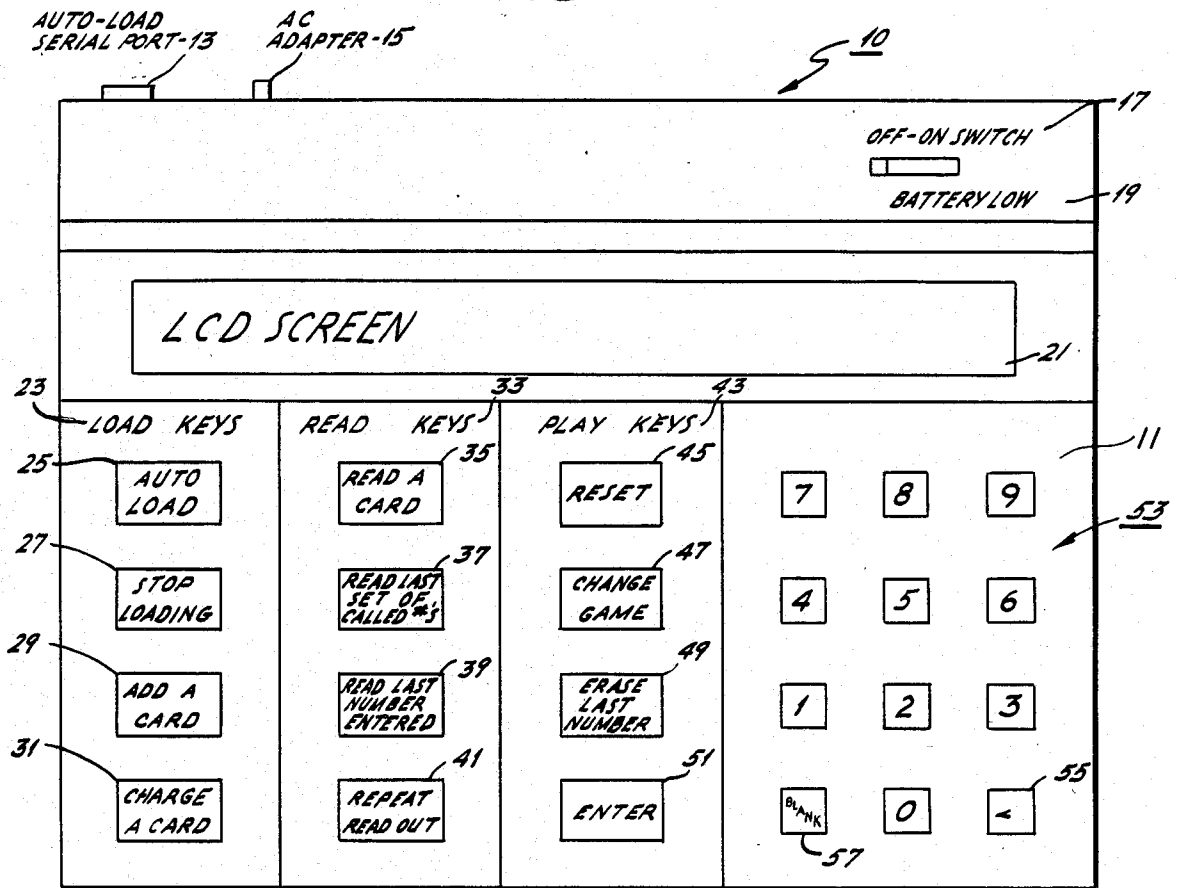 AUTO-LOAD
SERIAL PORT-13
AC
ADAPTER-15
10
17
OFF-ON SWITCH
BATTERY LOW
19
LCD SCREEN
21
23
LOAD KEYS
33
READ KEYS
43
PLAY KEYS
11
25
AUTO
LOAD
35
READ A
CARD
45
RESET
7 8 9
53
27
STOP
LOADING
37
READ LAST
SET OF
CALLED #'S
47
CHANGE
GAME
4 5 6
29
ADD A
CARD
39
READ LAST
NUMBER
ENTERED
49
ERASE
LAST
NUMBER
1 2 3
31
CHARGE
A CARD
41
REPEAT
READ OUT
51
ENTER
BLANK 0 <
55
57